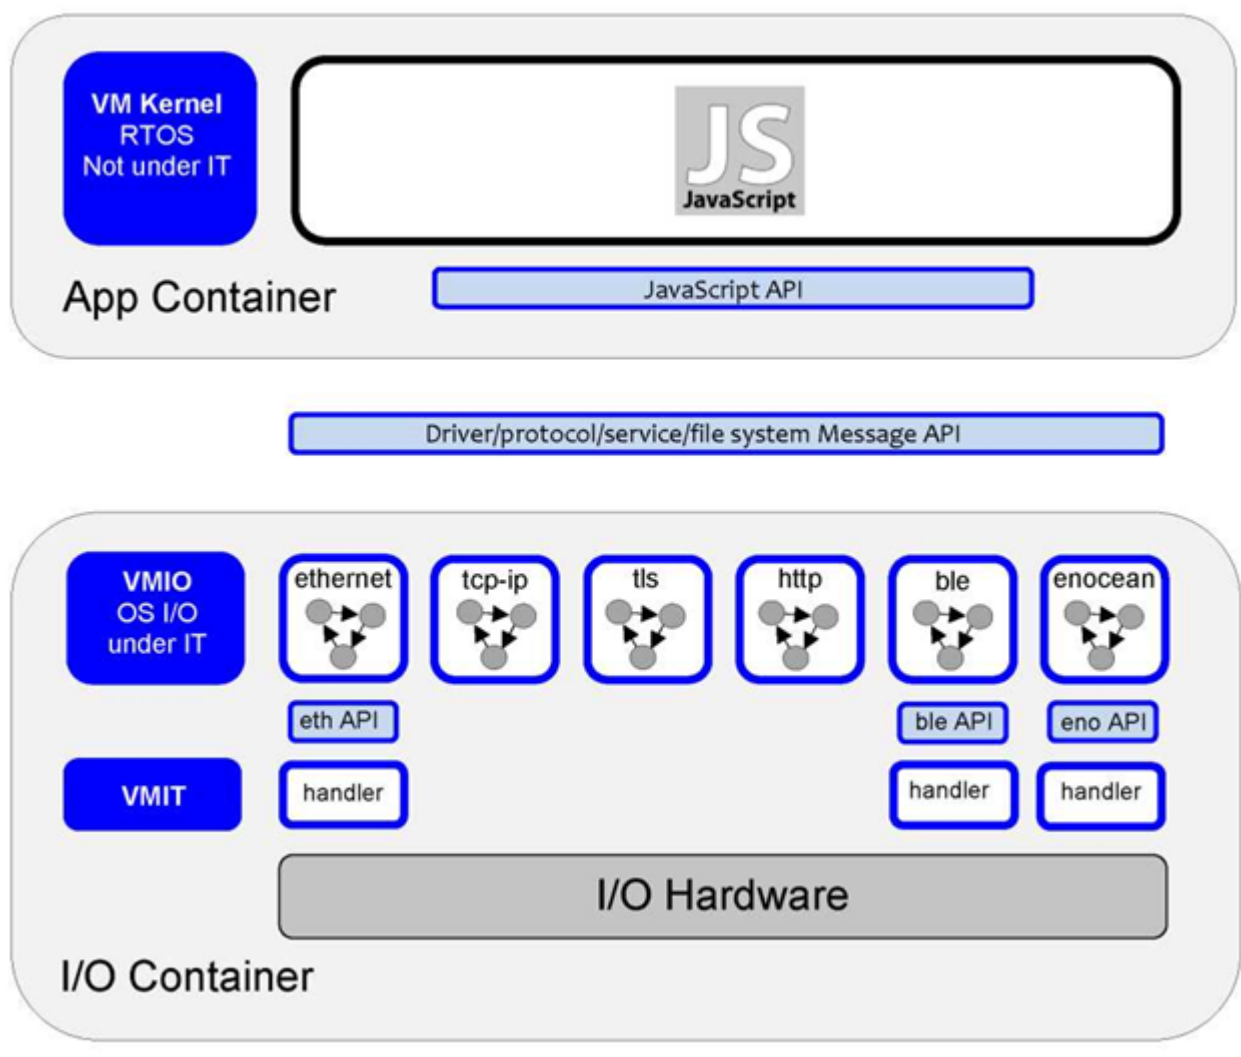 VM Kernel
RTOS
Not under IT
JS
JavaScript
App Container
JavaScript API
Driver/protocol/service/file system Message API
VMIO
OS I/O
under IT
ethernet
tcp-ip
tls
http
ble
enocean
eth API
ble API
eno API
VMIT
handler
handler
handler
I/O Hardware
I/O Container